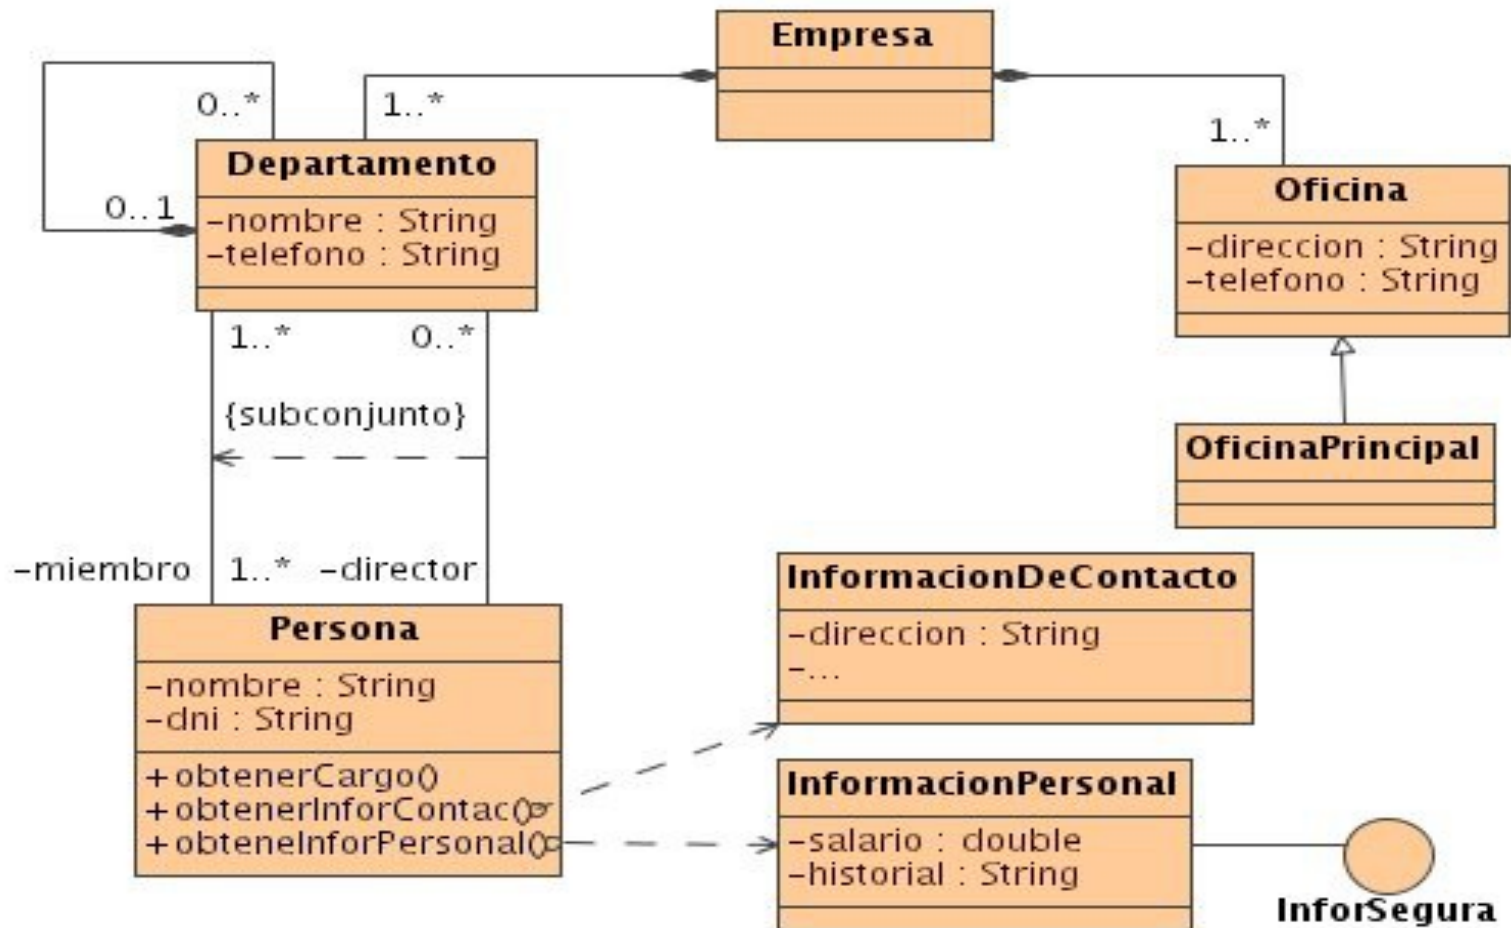 Empresa
0..*
1..*
1..*
Departamento
0..1
-nombre : String
-telefono : String
Oficina
-direccion : String
-telefono : String
1..*
0..*
{subconjunto}
OficinaPrincipal
-miembro
1..*
-director
InformacionDeContacto
-direccion : String
-...
Persona
-nombre : String
-dni : String
+obtenerCargo()
+obtenerInforContac()
+obteneInforPersonal()
InformacionPersonal
-salario : double
-historial : String
InforSegura